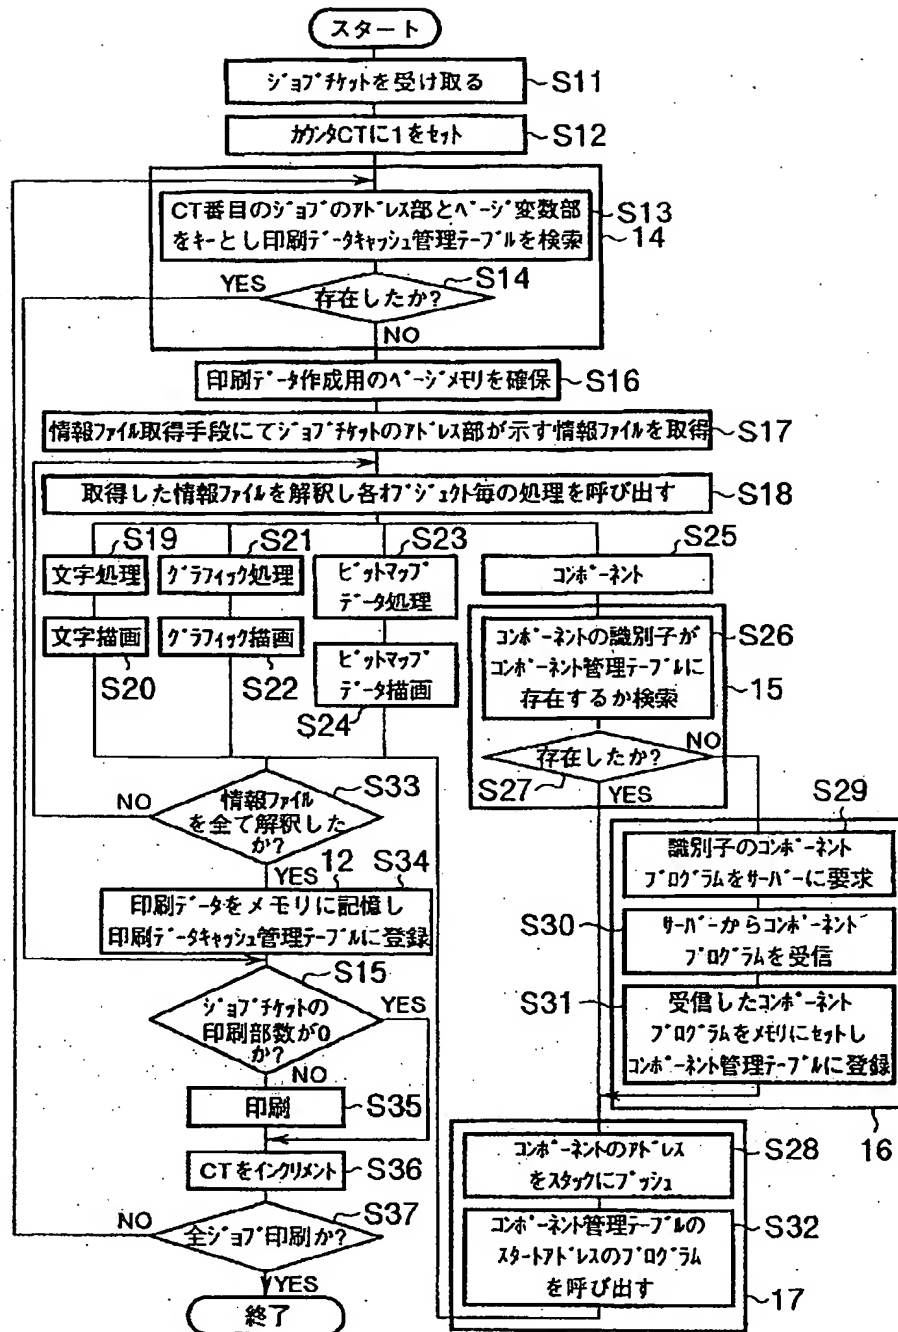 スタート
ジョブチケットを受け取る
S11
カウンタCTに1をセット
S12
CT番目のジョブのアドレス部とページ変数部
をキーとし印刷データキャッシュ管理テーブルを検索
S13
14
S14
YES
存在したか?
NO
印刷データ作成用のページメモリを確保
S16
情報ファイル取得手段にてジョブチケットのアドレス部が示す情報ファイルを取得
S17
取得した情報ファイルを解釈し各オブジェクト毎の処理を呼び出す
S18
S19
文字処理
文字描画
S20
S21
グラフィック処理
グラフィック描画
S22
S23
ビットマップ
データ処理
ビットマップ
データ描画
S24
S25
コンポーネント
コンポーネントの識別子が
コンポーネント管理テーブルに
存在するか検索
S26
15
存在したか?
NO
S27
YES
S29
識別子のコンポーネント
プログラムをサーバーに要求
S30
サーバーからコンポーネント
プログラムを受信
S31
受信したコンポーネント
プログラムをメモリにセットし
コンポーネント管理テーブルに登録
16
コンポーネントのアドレス
をスタックにプッシュ
S28
コンポーネント管理テーブルの
スタートアドレスのプログラム
を呼び出す
S32
17
S33
NO
情報ファイル
を全て解釈した
か?
YES
12
S34
印刷データをメモリに記憶し
印刷データキャッシュ管理テーブルに登録
S15
ジョブチケットの
印刷部数が0
か?
YES
NO
印刷
S35
CTをインクリメント
S36
NO
全ジョブ印刷か?
S37
YES
終了